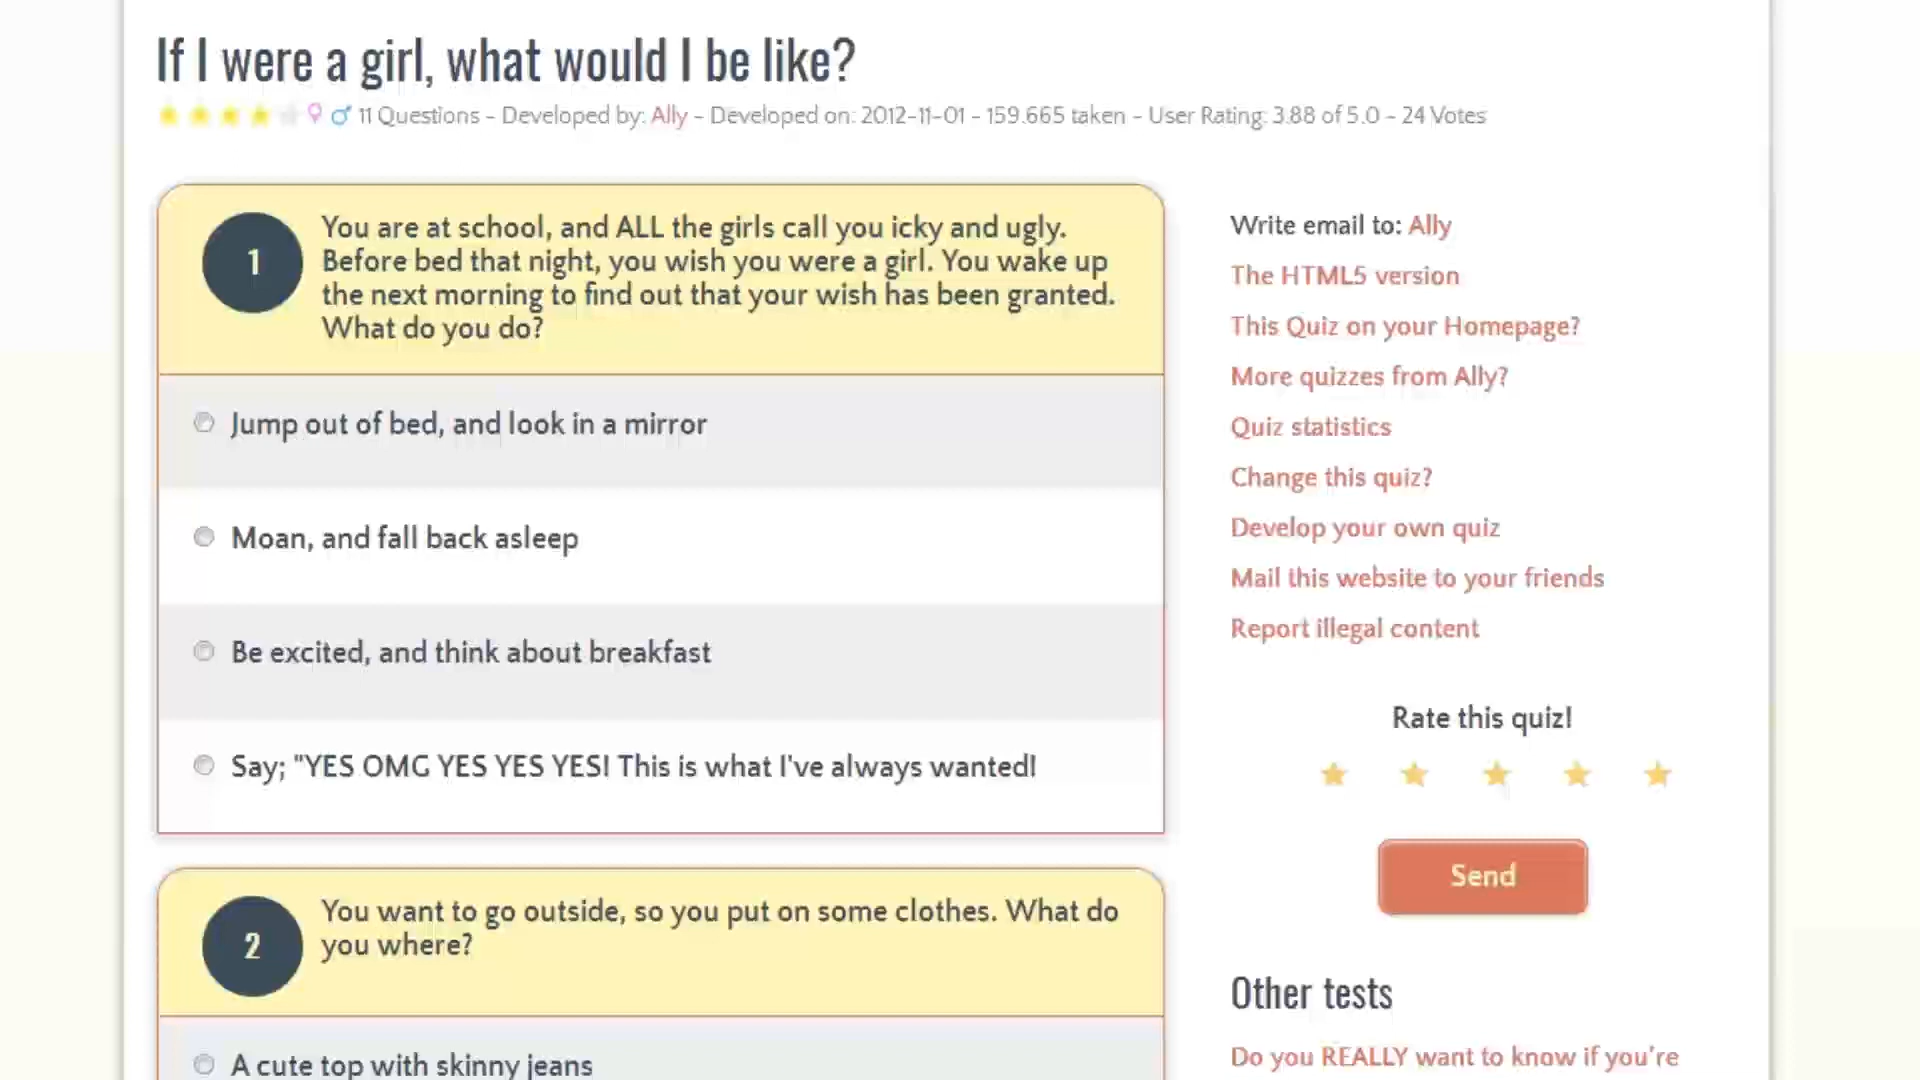 If I were a girl, what would I be like?
11 Questions - Developed by: Ally - Developed on: 2012-11-01 - 159.665 taken - User Rating: 3.88 of 5.0 - 24 Votes
1
You are at school, and ALL the girls call you icky and ugly.
Before bed that night, you wish you were a girl. You wake up
the next morning to find out that your wish has been granted.
What do you do?
Jump out of bed, and look in a mirror
Moan, and fall back asleep
Be excited, and think about breakfast
Say; "YES OMG YES YES YES! This is what I've always wanted!
2
You want to go outside, so you put on some clothes. What do
you where?
A cute top with skinny jeans
Write email to: Ally
The HTML5 version
This Quiz on your Homepage?
More quizzes from Ally?
Quiz statistics
Change this quiz?
Develop your own quiz
Mail this website to your friends
Report illegal content
Rate this quiz!
Send
Other tests
Do you REALLY want to know if you're